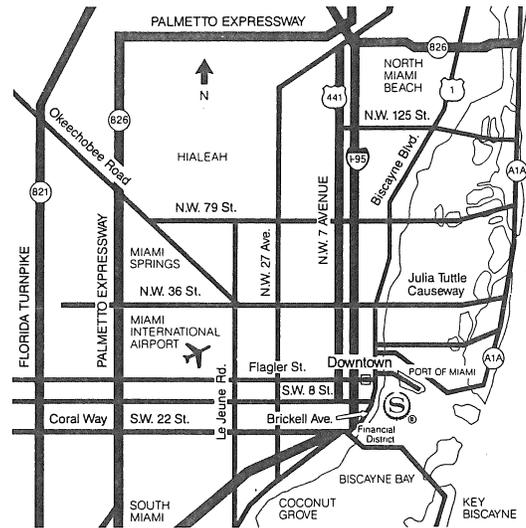 PALMETTO EXPRESSWAY
826
NORTH
MIAMI
BEACH
1
N
441
826
N.W. 125 St.
Okeechobee Road
HIALEAH
I-95
Biscayne Blvd.
A1A
821
N.W. 79 St.
N.W. 7 AVENUE
N.W. 27 Ave.
FLORIDA TURNPIKE
PALMETTO EXPRESSWAY
MIAMI
SPRINGS
N.W. 36 St.
Julia Tuttle
Causeway
MIAMI
INTERNATIONAL
AIRPORT
Le Jeune Rd.
Flagler St.
Downtown
A1A
PORT OF MIAMI
S.W. 8 St.
S
®
Coral Way
S.W. 22 St.
Brickell Ave.
Financial
District
BISCAYNE BAY
SOUTH
MIAMI
COCONUT
GROVE
KEY
BISCAYNE